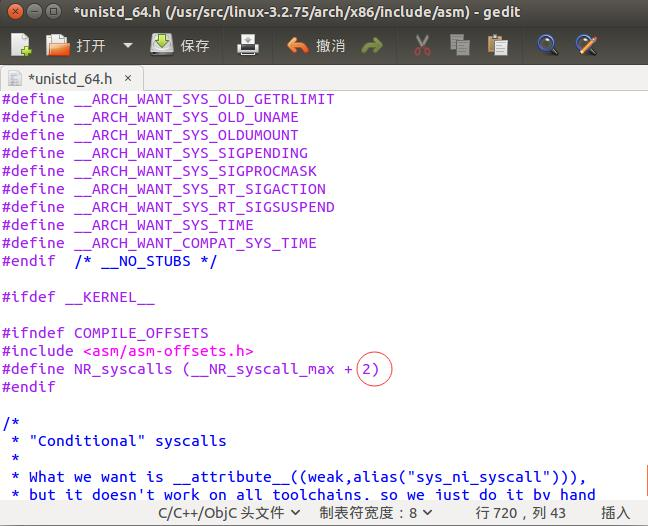 *unistd_64.h (/usr/src/linux-3.2.75/arch/x86/include/asm) - gedit
打开 保存 撤消
*unistd_64.h ×
#define __ARCH_WANT_SYS_OLD_GETRLIMIT
#define __ARCH_WANT_SYS_OLD_UNAME
#define __ARCH_WANT_SYS_OLDUMOUNT
#define __ARCH_WANT_SYS_SIGPENDING
#define __ARCH_WANT_SYS_SIGPROCMASK
#define __ARCH_WANT_SYS_RT_SIGACTION
#define __ARCH_WANT_SYS_RT_SIGSUSPEND
#define __ARCH_WANT_SYS_TIME
#define __ARCH_WANT_COMPAT_SYS_TIME
#endif  /* __NO_STUBS */
#ifdef __KERNEL__
#ifndef COMPILE_OFFSETS
#include <asm/asm-offsets.h>
#define NR_syscalls (__NR_syscall_max + 2)
#endif
/*
 * "Conditional" syscalls
 *
 * What we want is __attribute__((weak,alias("sys_ni_syscall"))),
 * but it doesn't work on all toolchains, so we just do it by hand
C/C++/ObjC 头文件 制表符宽度：8 行 720，列 43 插入